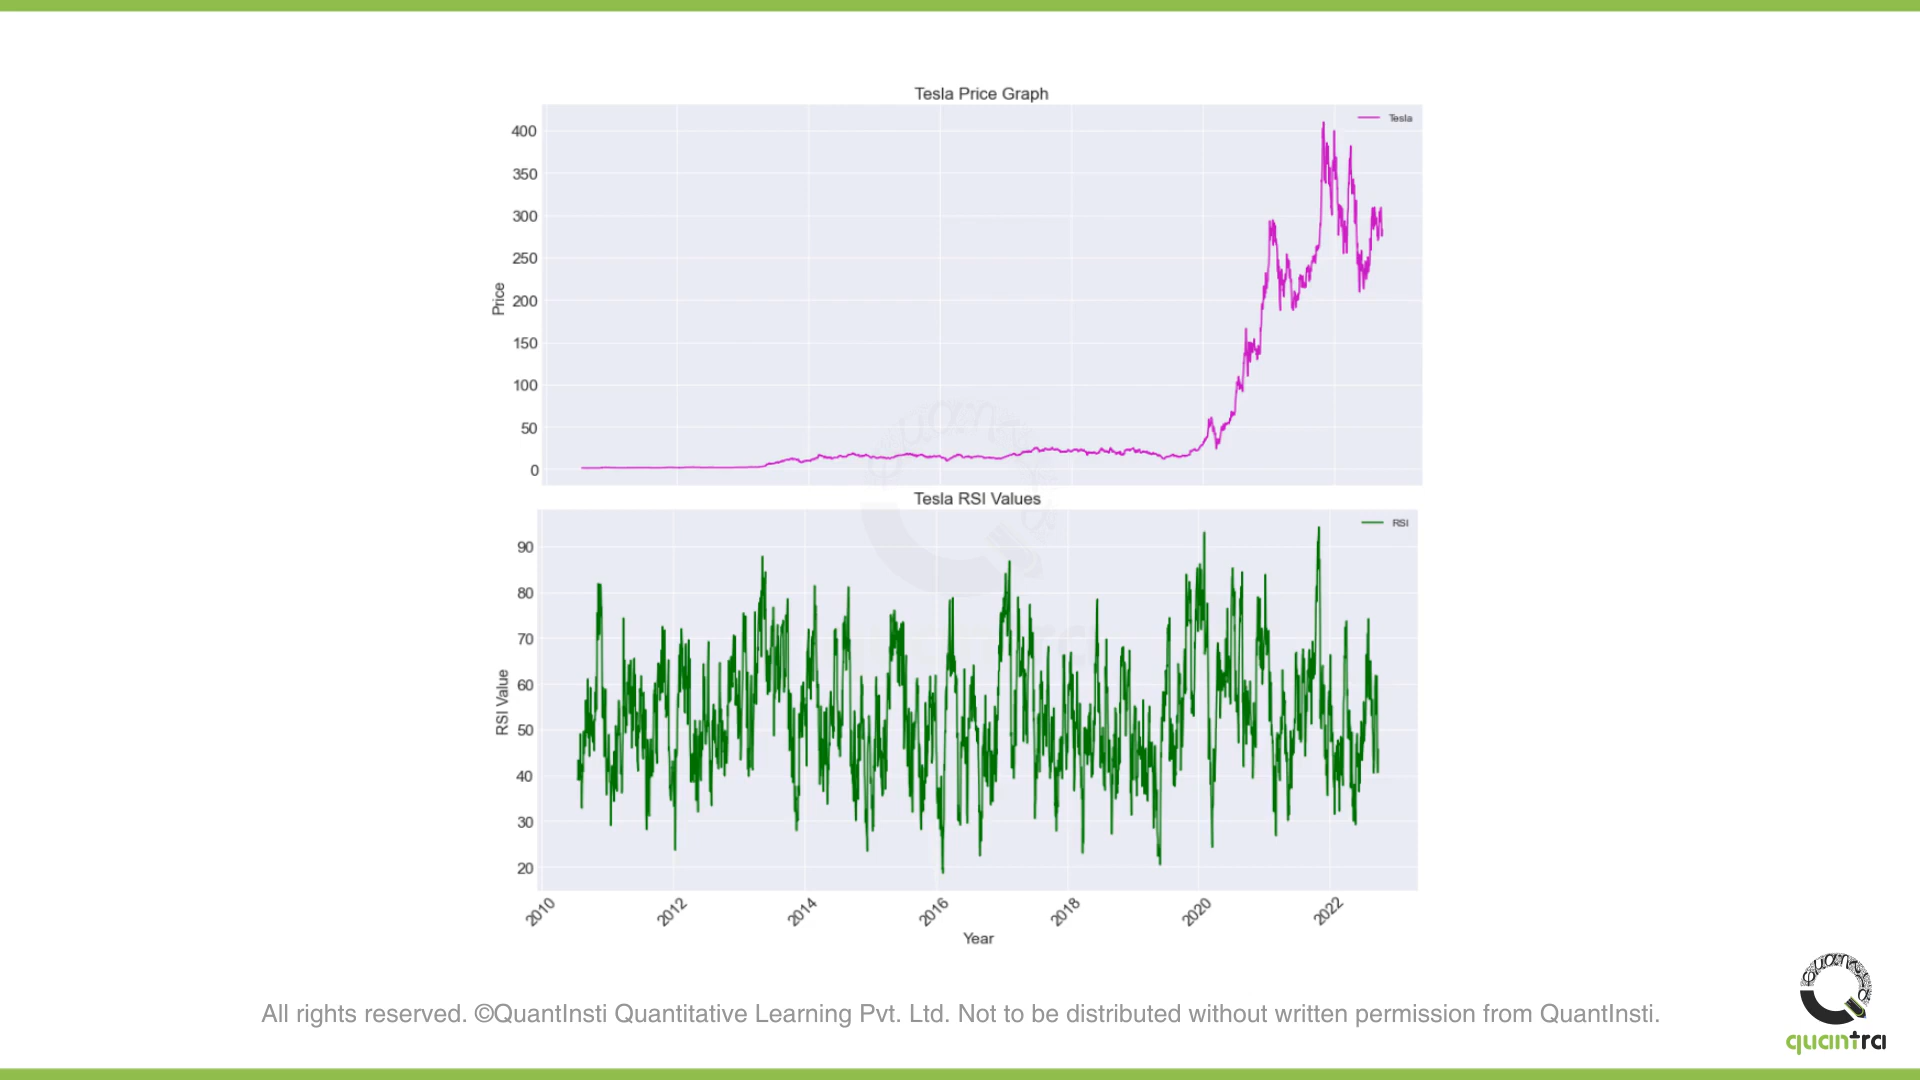 Tesla Price Graph
Tesla
400
350
300
250
200
150
100
50
0
Price
Tesla RSI Values
RSI
90
80
70
60
50
40
30
20
RSI Value
2010 2012 2014 2016 2018 2020 2022
Year
All rights reserved. ©QuantInsti Quantitative Learning Pvt. Ltd. Not to be distributed without written permission from QuantInsti.
quantra